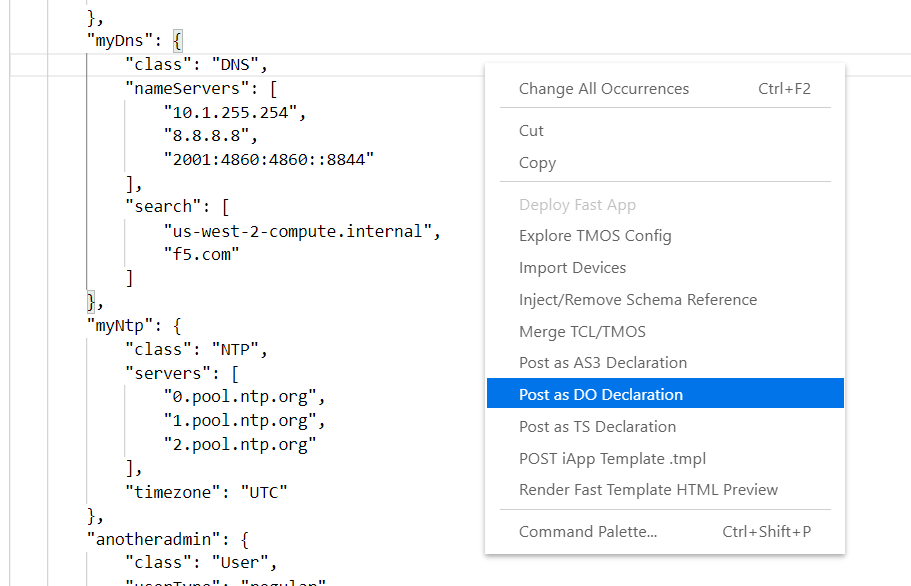 },
"myDns": {
"class": "DNS",
"nameServers": [
"10.1.255.254",
"8.8.8.8",
"2001:4860:4860::8844"
],
"search": [
"us-west-2-compute.internal",
"f5.com"
]
},
"myNtp": {
"class": "NTP",
"servers": [
"0.pool.ntp.org",
"1.pool.ntp.org",
"2.pool.ntp.org"
],
"timezone": "UTC"
},
"anotheradmin": {
"class": "User",
"userType": "regular"
Change All Occurrences Ctrl+F2
Cut
Copy
Deploy Fast App
Explore TMOS Config
Import Devices
Inject/Remove Schema Reference
Merge TCL/TMOS
Post as AS3 Declaration
Post as DO Declaration
Post as TS Declaration
POST iApp Template .tmpl
Render Fast Template HTML Preview
Command Palette... Ctrl+Shift+P